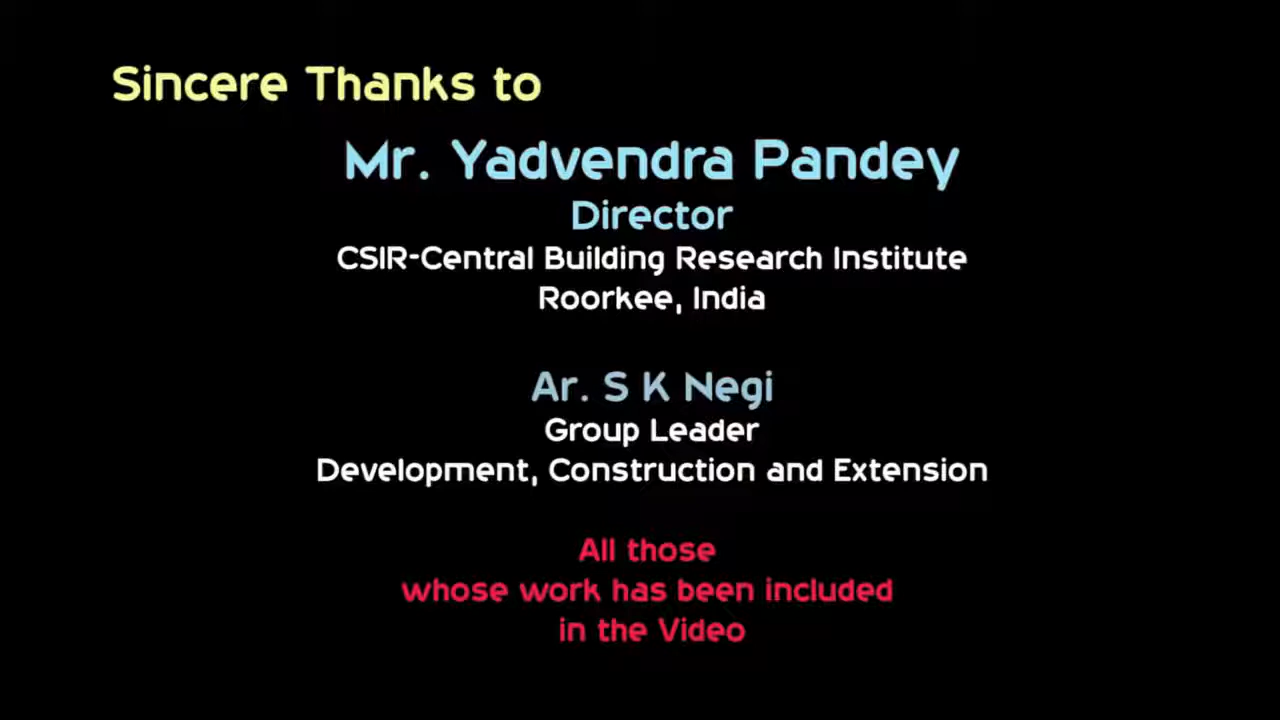 Sincere Thanks to
Mr. Yadvendra Pandey
Director
CSIR-Central Building Research Institute
Roorkee, India
Ar. S K Negi
Group Leader
Development, Construction and Extension
All those
whose work has been included
in the Video